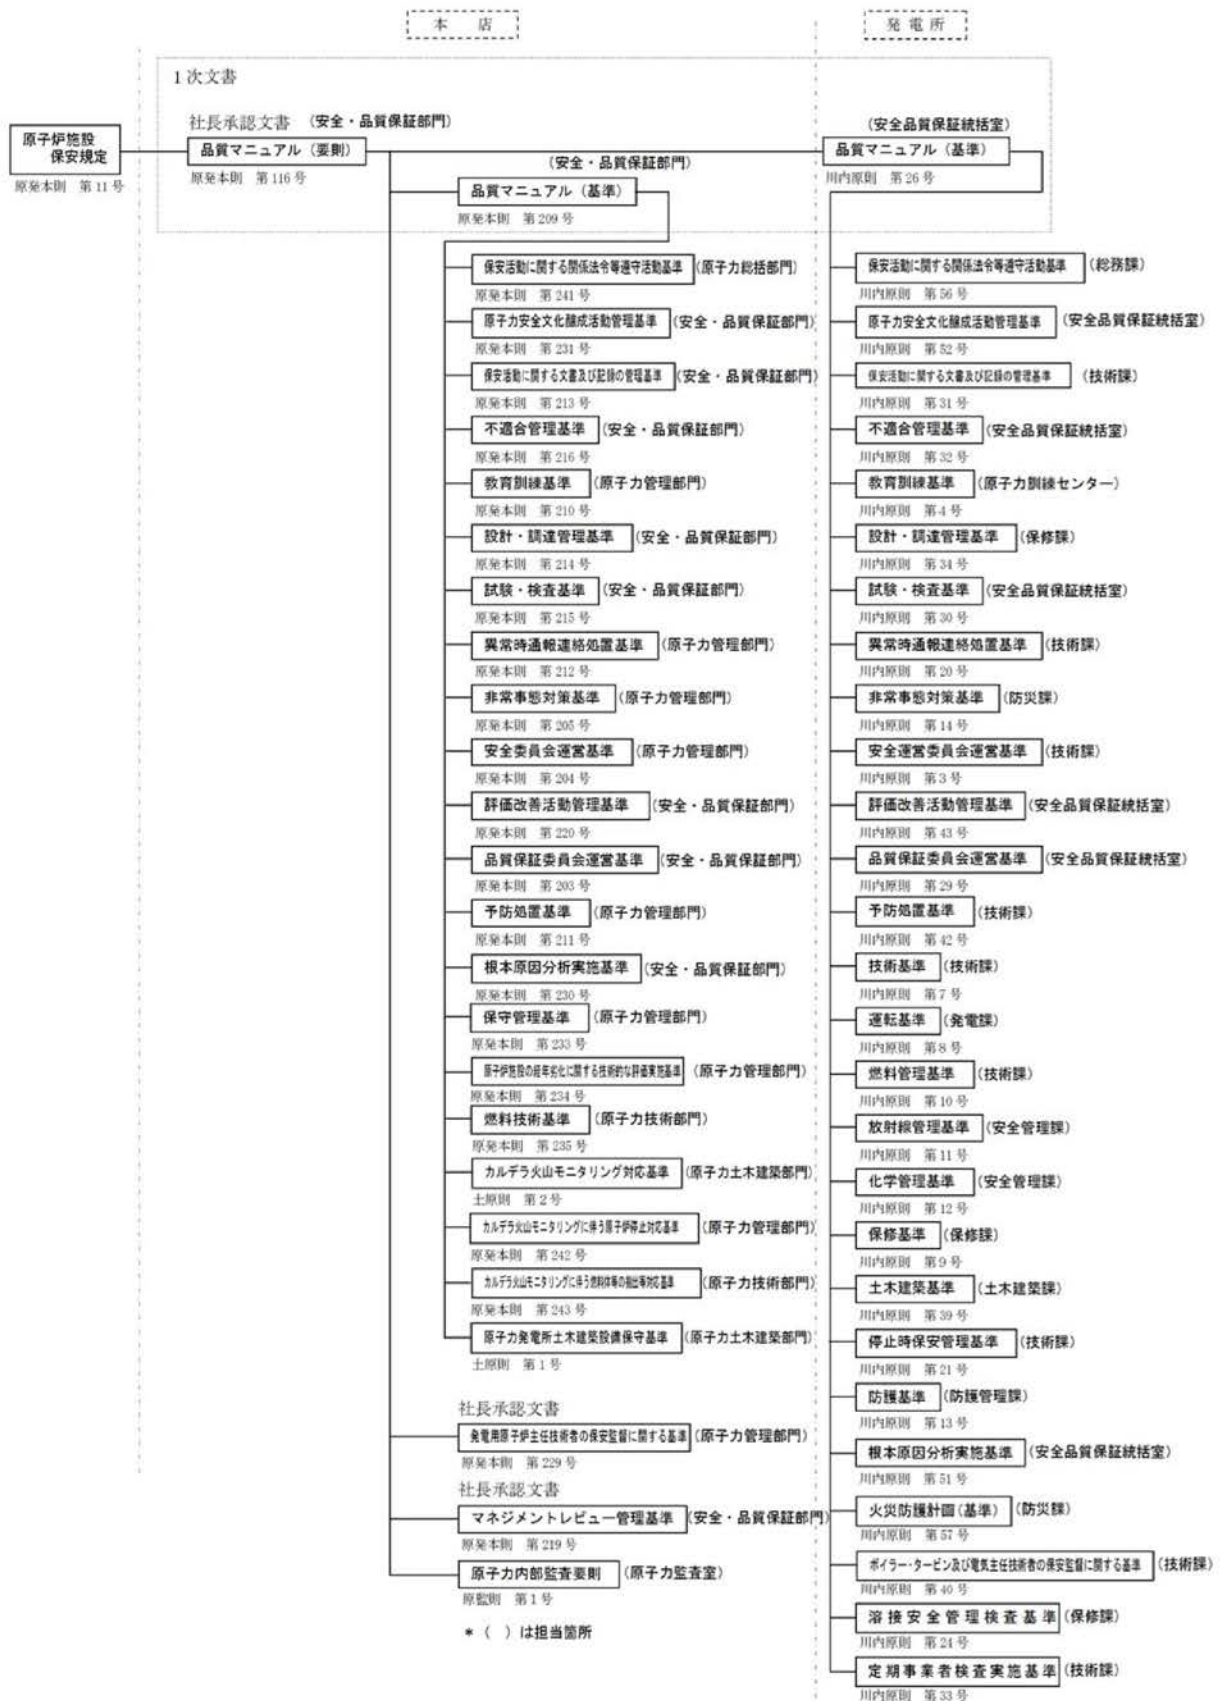 本　店
発電所
1次文書
社長承認文書　(安全・品質保証部門)
(安全品質保証統括室)
原子炉施設
保安規定
品質マニュアル（要則）
品質マニュアル（基準）
原発本則　第11号
原発本則　第116号
川内原則　第26号
(安全・品質保証部門)
品質マニュアル（基準）
原発本則　第209号
保安活動に関する関係法令等遵守活動基準 (原子力総括部門)
原発本則　第241号
原子力安全文化醸成活動管理基準 (安全・品質保証部門)
原発本則　第231号
保安活動に関する文書及び記録の管理基準 (安全・品質保証部門)
原発本則　第213号
不適合管理基準 (安全・品質保証部門)
原発本則　第216号
教育訓練基準 (原子力管理部門)
原発本則　第210号
設計・調達管理基準 (安全・品質保証部門)
原発本則　第214号
試験・検査基準 (安全・品質保証部門)
原発本則　第215号
異常時通報連絡処置基準 (原子力管理部門)
原発本則　第212号
非常事態対策基準 (原子力管理部門)
原発本則　第205号
安全委員会運営基準 (原子力管理部門)
原発本則　第204号
評価改善活動管理基準 (安全・品質保証部門)
原発本則　第220号
品質保証委員会運営基準 (安全・品質保証部門)
原発本則　第203号
予防処置基準 (原子力管理部門)
原発本則　第211号
根本原因分析実施基準 (安全・品質保証部門)
原発本則　第230号
保守管理基準 (原子力管理部門)
原発本則　第233号
原子炉施設の経年劣化に関する技術的な評価実施基準 (原子力管理部門)
原発本則　第234号
燃料技術基準 (原子力技術部門)
原発本則　第235号
カルデラ火山モニタリング対応基準 (原子力土木建築部門)
土原則　第2号
カルデラ火山モニタリングに伴う原子炉停止対応基準 (原子力管理部門)
原発本則　第242号
カルデラ火山モニタリングに伴う燃料体等の搬出等対応基準 (原子力技術部門)
原発本則　第243号
原子力発電所土木建築設備保守基準 (原子力土木建築部門)
土原則　第1号
社長承認文書
発電用原子炉主任技術者の保安監督に関する基準 (原子力管理部門)
原発本則　第229号
社長承認文書
マネジメントレビュー管理基準 (安全・品質保証部門)
原発本則　第219号
原子力内部監査要則 (原子力監査室)
原監則　第1号
＊（　）は担当箇所
保安活動に関する関係法令等遵守活動基準 (総務課)
川内原則　第56号
原子力安全文化醸成活動管理基準 (安全品質保証統括室)
川内原則　第52号
保安活動に関する文書及び記録の管理基準 (技術課)
川内原則　第31号
不適合管理基準 (安全品質保証統括室)
川内原則　第32号
教育訓練基準 (原子力訓練センター)
川内原則　第4号
設計・調達管理基準 (保修課)
川内原則　第34号
試験・検査基準 (安全品質保証統括室)
川内原則　第30号
異常時通報連絡処置基準 (技術課)
川内原則　第20号
非常事態対策基準 (防災課)
川内原則　第14号
安全運営委員会運営基準 (技術課)
川内原則　第3号
評価改善活動管理基準 (安全品質保証統括室)
川内原則　第43号
品質保証委員会運営基準 (安全品質保証統括室)
川内原則　第29号
予防処置基準 (技術課)
川内原則　第42号
技術基準 (技術課)
川内原則　第7号
運転基準 (発電課)
川内原則　第8号
燃料管理基準 (技術課)
川内原則　第10号
放射線管理基準 (安全管理課)
川内原則　第11号
化学管理基準 (安全管理課)
川内原則　第12号
保修基準 (保修課)
川内原則　第9号
土木建築基準 (土木建築課)
川内原則　第39号
停止時保安管理基準 (技術課)
川内原則　第21号
防護基準 (防護管理課)
川内原則　第13号
根本原因分析実施基準 (安全品質保証統括室)
川内原則　第51号
火災防護計画(基準) (防災課)
川内原則　第57号
ボイラー・タービン及び電気主任技術者の保安監督に関する基準 (技術課)
川内原則　第40号
溶接安全管理検査基準 (保修課)
川内原則　第24号
定期事業者検査実施基準 (技術課)
川内原則　第33号